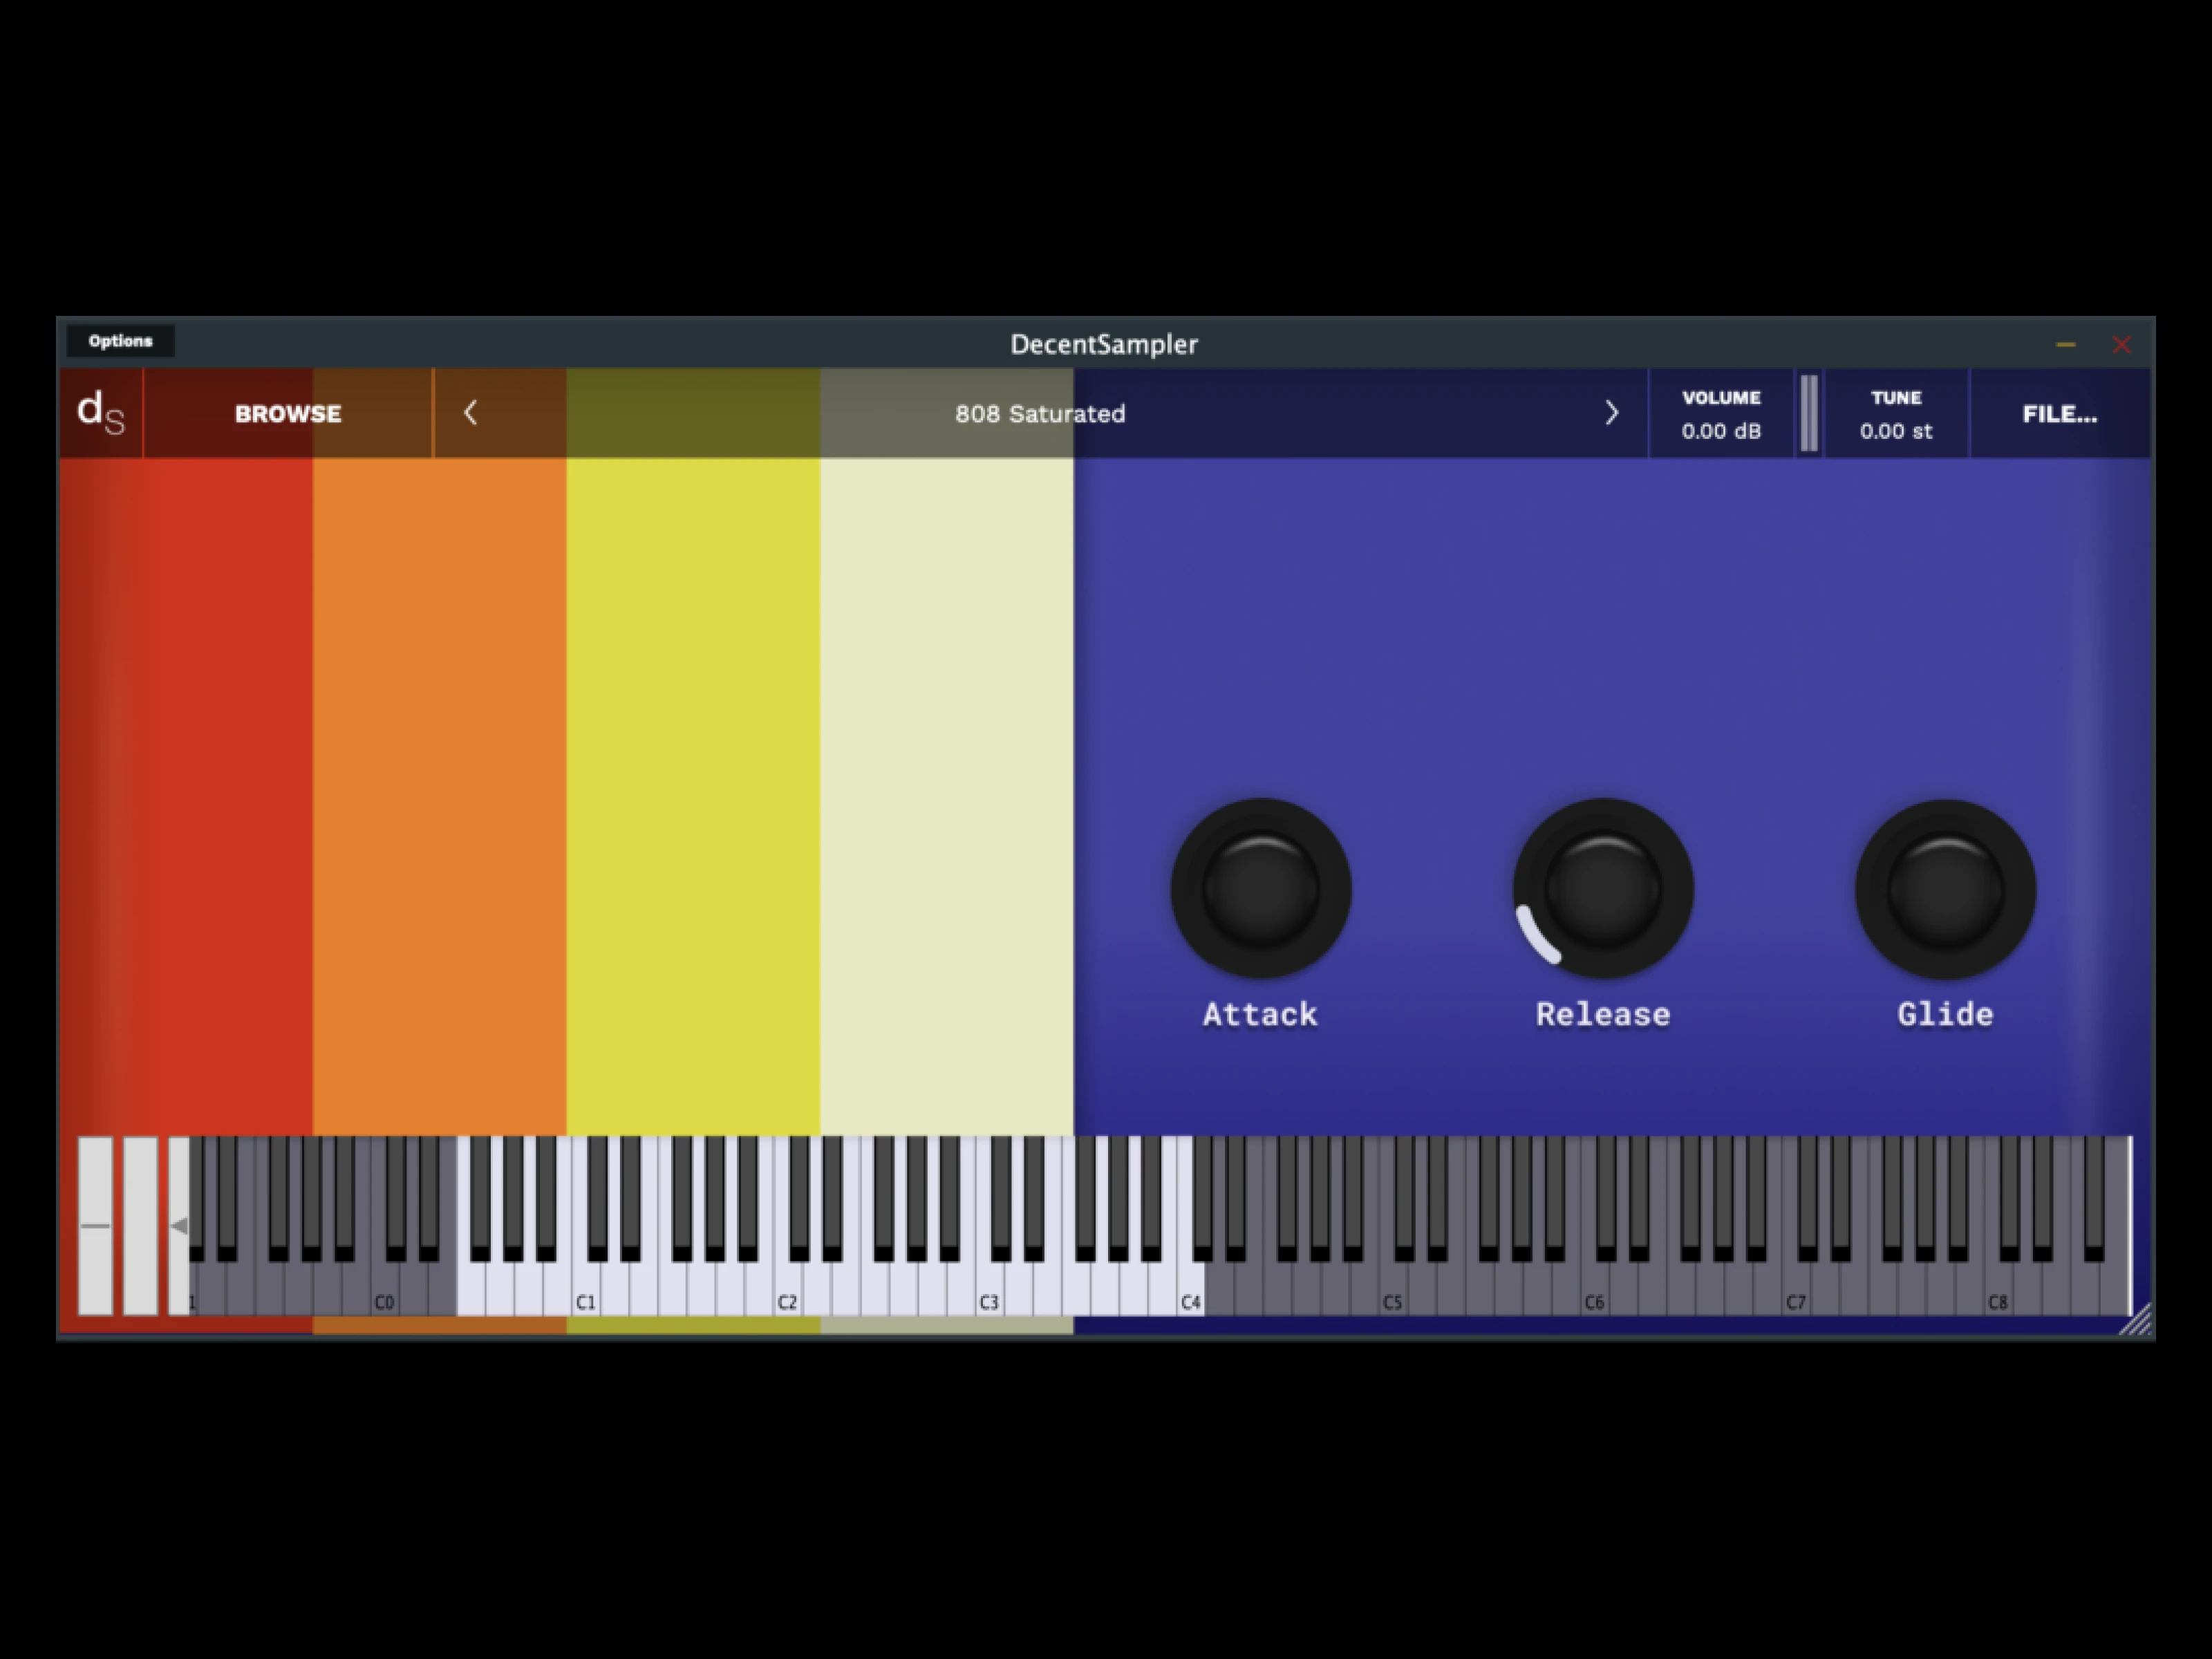 Options
DecentSampler
ds
BROWSE
808 Saturated
VOLUME
0.00 dB
TUNE
0.00 st
FILE...
Attack
Release
Glide
1
C0
C1
C2
C3
C4
C5
C6
C7
C8